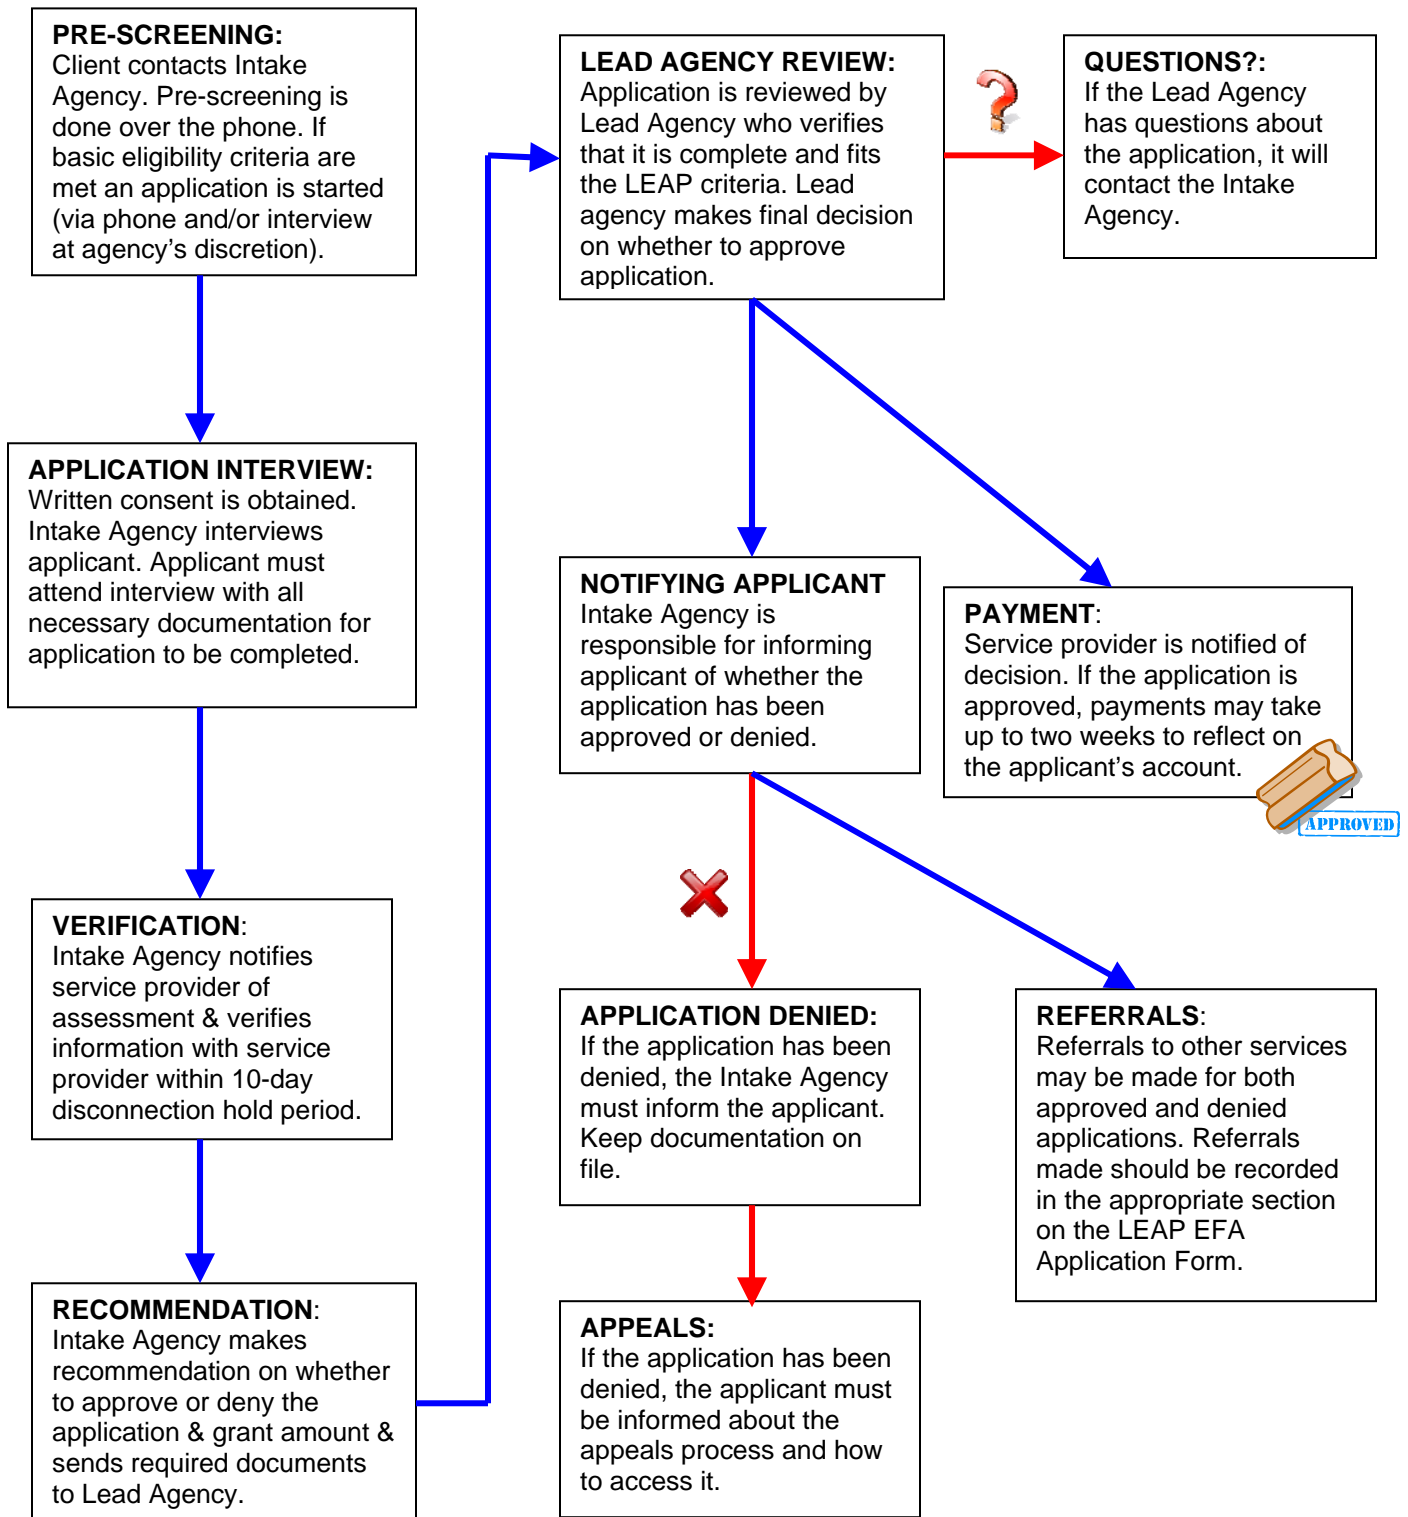 PRE-SCREENING:
Client contacts Intake
Agency. Pre-screening is
done over the phone. If
basic eligibility criteria are
met an application is started
(via phone and/or interview
at agency’s discretion).
APPLICATION INTERVIEW:
Written consent is obtained.
Intake Agency interviews
applicant. Applicant must
attend interview with all
necessary documentation for
application to be completed.
VERIFICATION:
Intake Agency notifies
service provider of
assessment & verifies
information with service
provider within 10-day
disconnection hold period.
RECOMMENDATION:
Intake Agency makes
recommendation on whether
to approve or deny the
application & grant amount &
sends required documents
to Lead Agency.
LEAD AGENCY REVIEW:
Application is reviewed by
Lead Agency who verifies
that it is complete and fits
the LEAP criteria. Lead
agency makes final decision
on whether to approve
application.
QUESTIONS?:
If the Lead Agency
has questions about
the application, it will
contact the Intake
Agency.
NOTIFYING APPLICANT
Intake Agency is
responsible for informing
applicant of whether the
application has been
approved or denied.
PAYMENT:
Service provider is notified of
decision. If the application is
approved, payments may take
up to two weeks to reflect on
the applicant’s account.
APPROVED
APPLICATION DENIED:
If the application has been
denied, the Intake Agency
must inform the applicant.
Keep documentation on
file.
REFERRALS:
Referrals to other services
may be made for both
approved and denied
applications. Referrals
made should be recorded
in the appropriate section
on the LEAP EFA
Application Form.
APPEALS:
If the application has been
denied, the applicant must
be informed about the
appeals process and how
to access it.